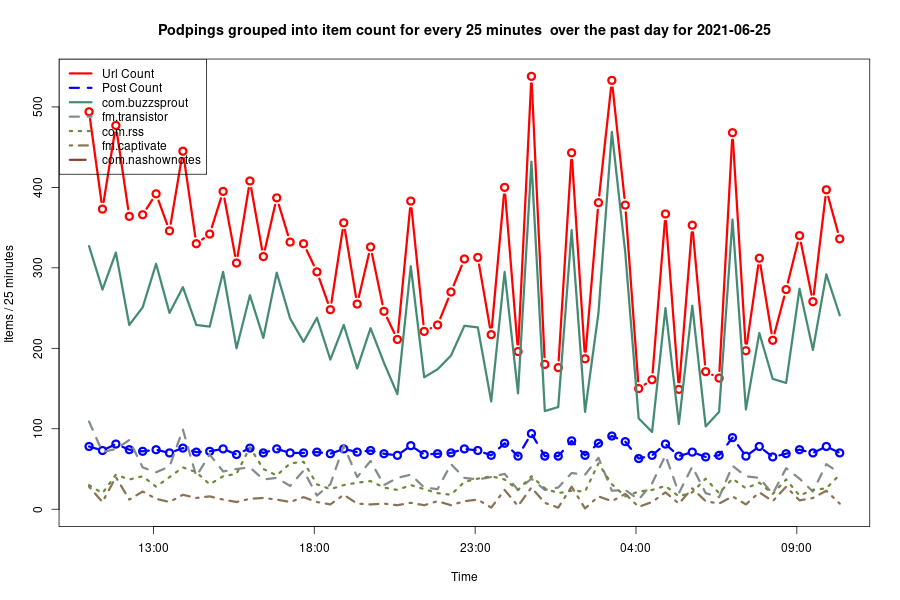 Podpings grouped into item count for every 25 minutes  over the past day for 2021-06-25
Url Count
Post Count
com.buzzsprout
fm.transistor
com.rss
fm.captivate
com.nashownotes
Items / 25 minutes
500
400
300
200
100
0
13:00
18:00
23:00
04:00
09:00
Time